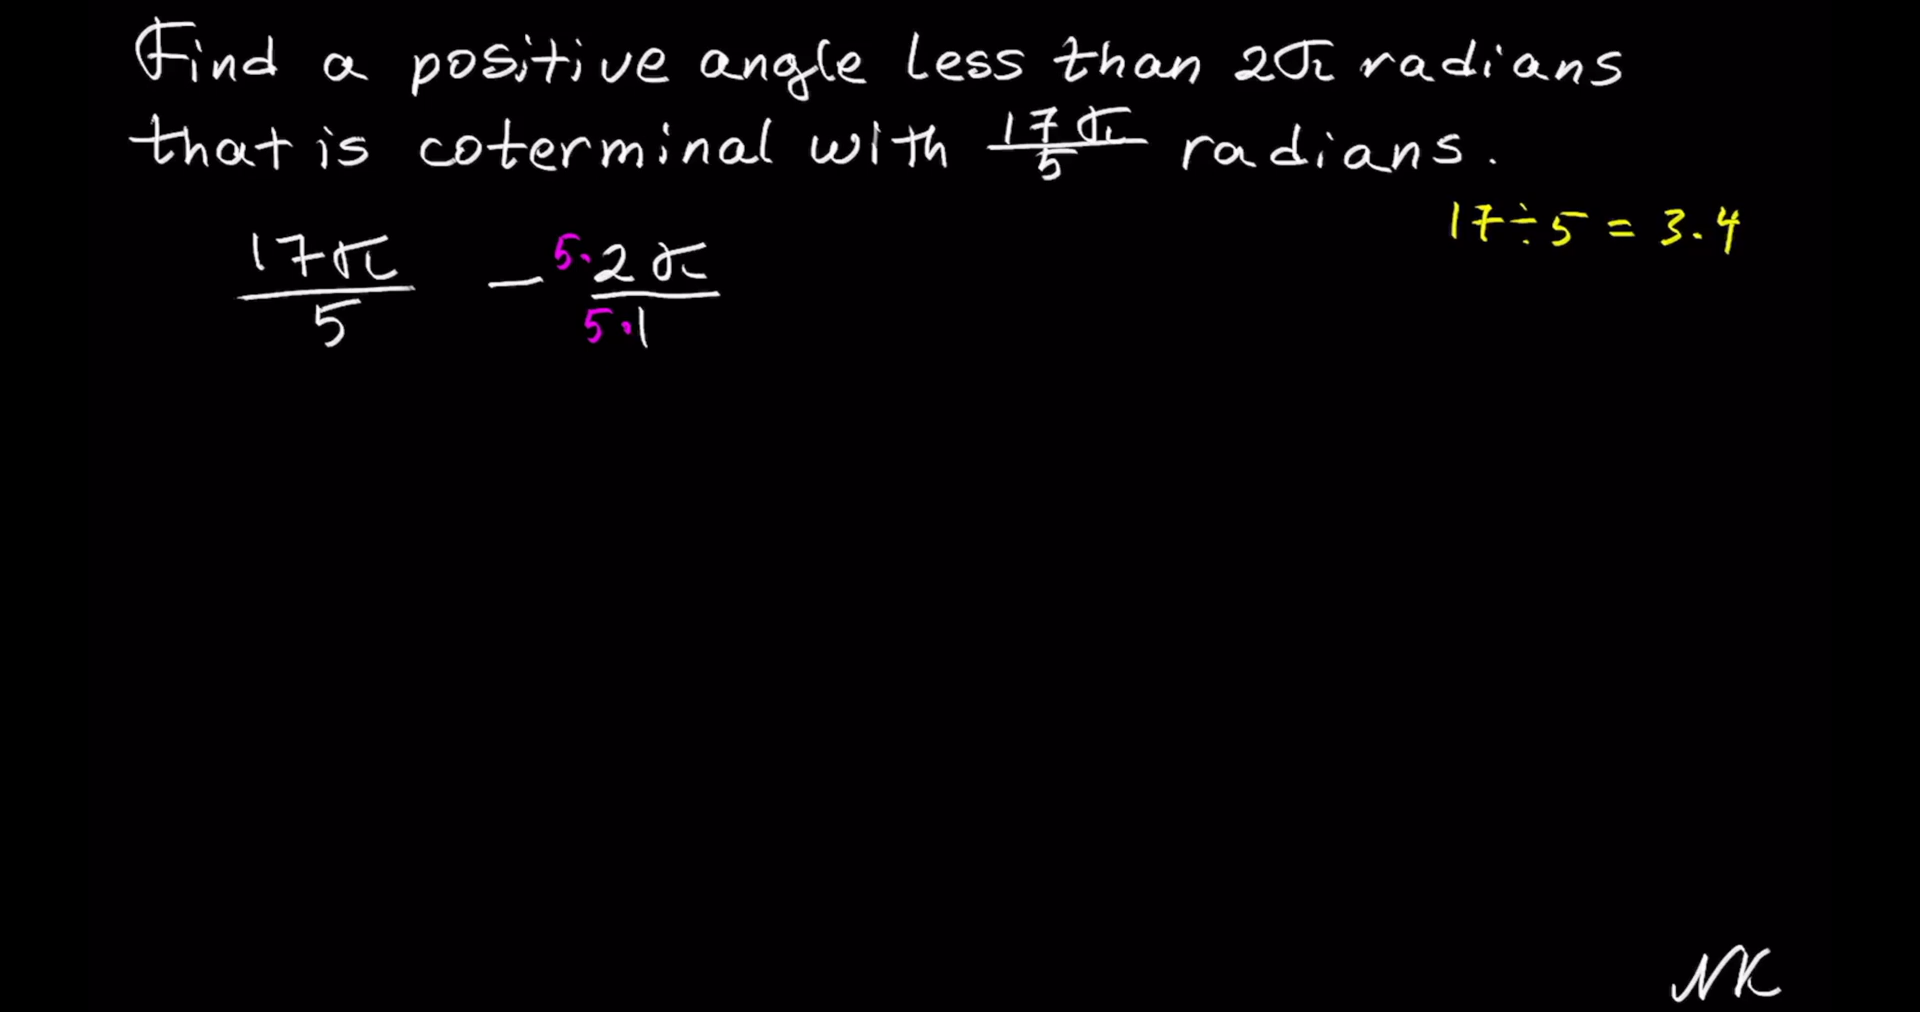 Find a positive angle less than 2π radians
that is coterminal with 17π/5 radians.
17÷5 = 3.4
17π/5 - 5·2π/5·1
NK